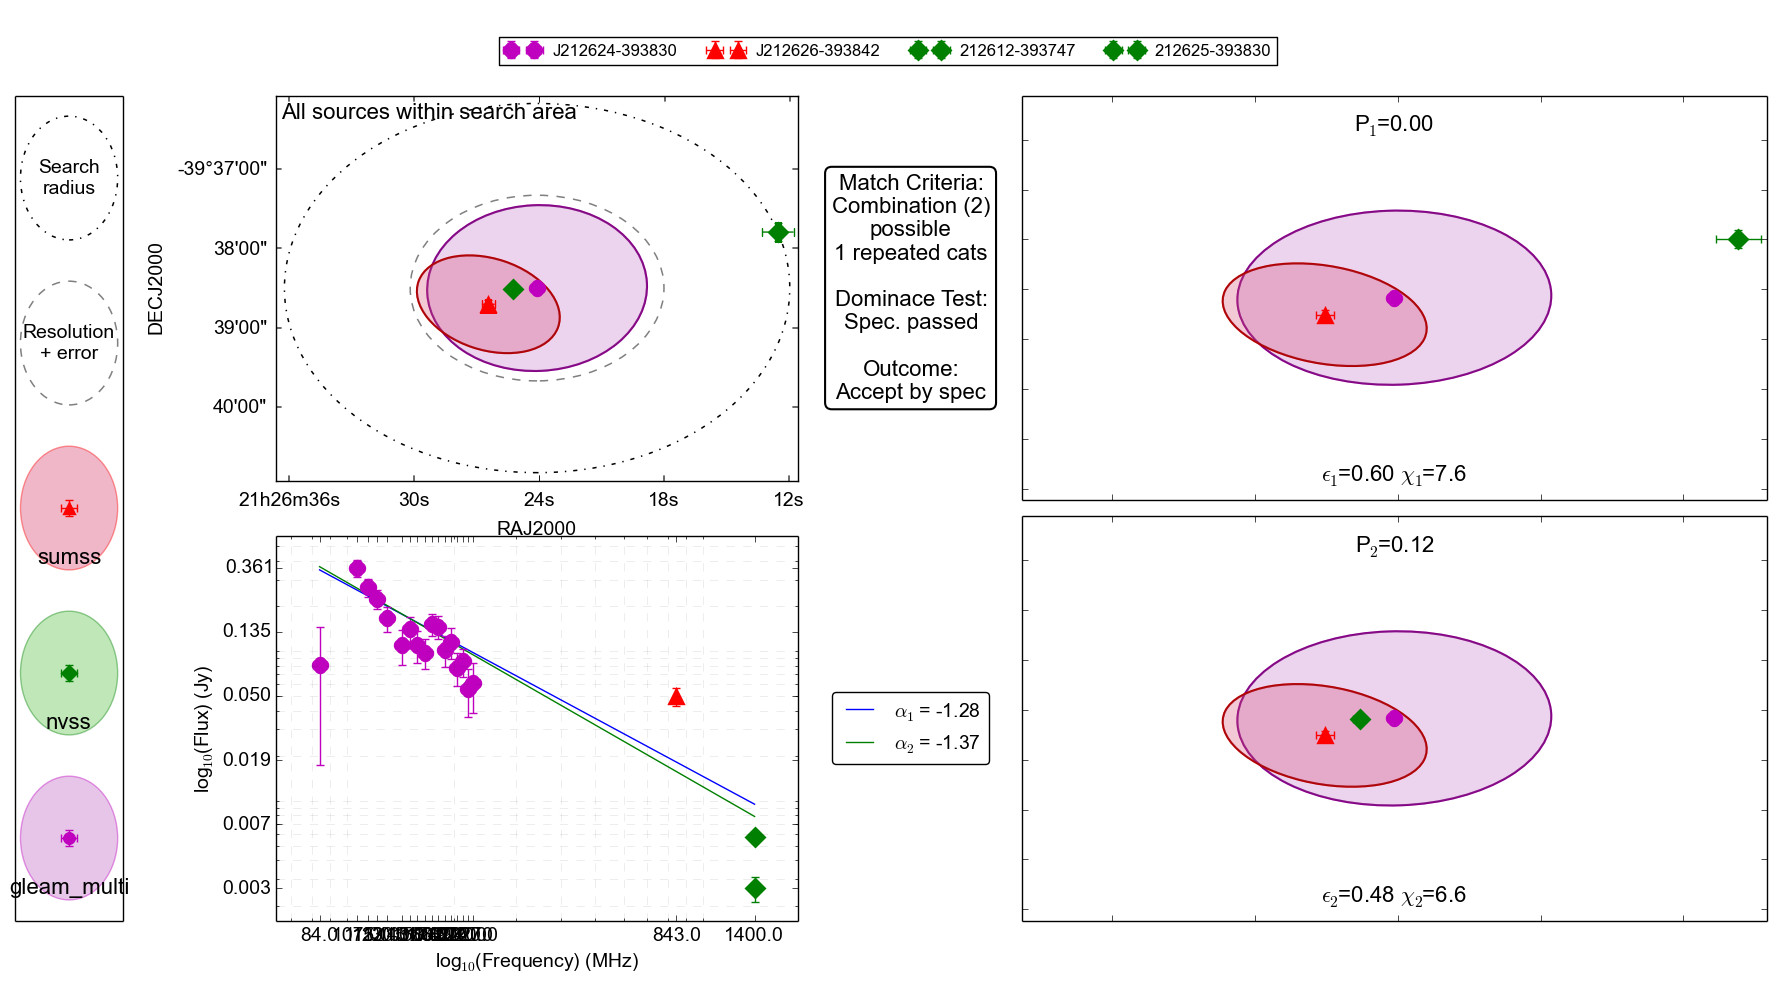 J212624-393830 J212626-393842 212612-393747 212625-393830
Search
radius
Resolution
+ error
sumss
nvss
gleam_multi
All sources within search area
DECJ2000
-39°37'00"
38'00"
39'00"
40'00"
21h26m36s 30s 24s 18s 12s
RAJ2000
Match Criteria:
Combination (2)
possible
1 repeated cats
Dominace Test:
Spec. passed
Outcome:
Accept by spec
P1=0.00
ϵ1=0.60 χ1=7.6
log10(Flux) (Jy)
0.361
0.135
0.050
0.019
0.007
0.003
84.0 843.0 1400.0
log10(Frequency) (MHz)
α1 = -1.28
α2 = -1.37
P2=0.12
ϵ2=0.48 χ2=6.6